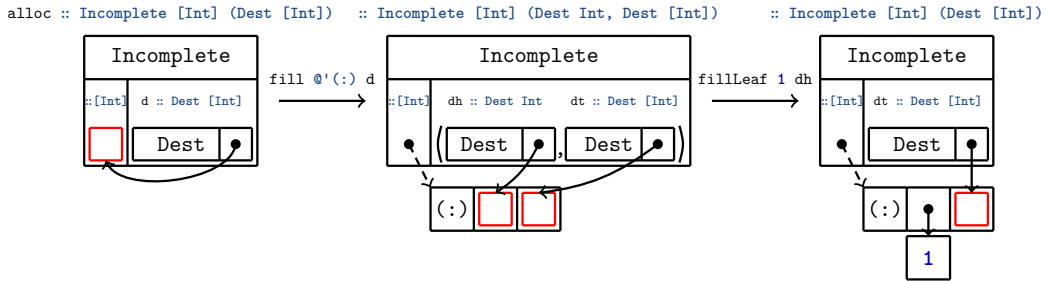 alloc :: Incomplete [Int] (Dest [Int]) :: Incomplete [Int] (Dest Int, Dest [Int]) :: Incomplete [Int] (Dest [Int])
Incomplete Incomplete Incomplete
fill @'(:) d fillLeaf 1 dh
::[Int] d :: Dest [Int] ::[Int] dh :: Dest Int dt :: Dest [Int] ::[Int] dt :: Dest [Int]
Dest ( Dest , Dest ) Dest
(:) (:)
1